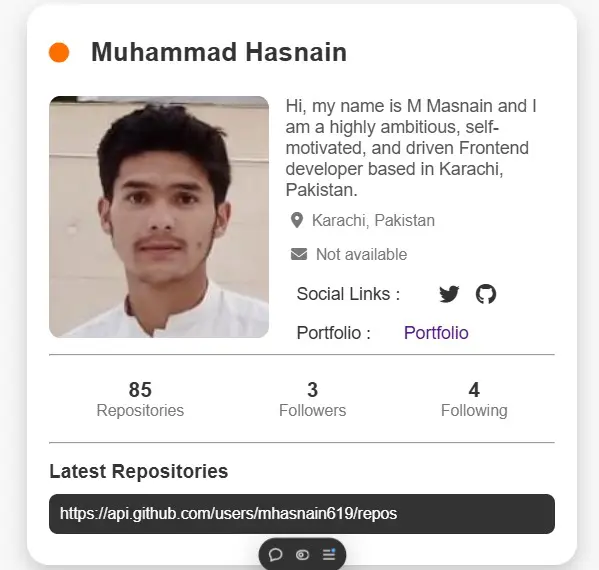 Muhammad Hasnain
Hi, my name is M Masnain and I
am a highly ambitious, self-
motivated, and driven Frontend
developer based in Karachi,
Pakistan.
Karachi, Pakistan
Not available
Social Links :
Portfolio : Portfolio
85 3 4
Repositories Followers Following
Latest Repositories
https://api.github.com/users/mhasnain619/repos